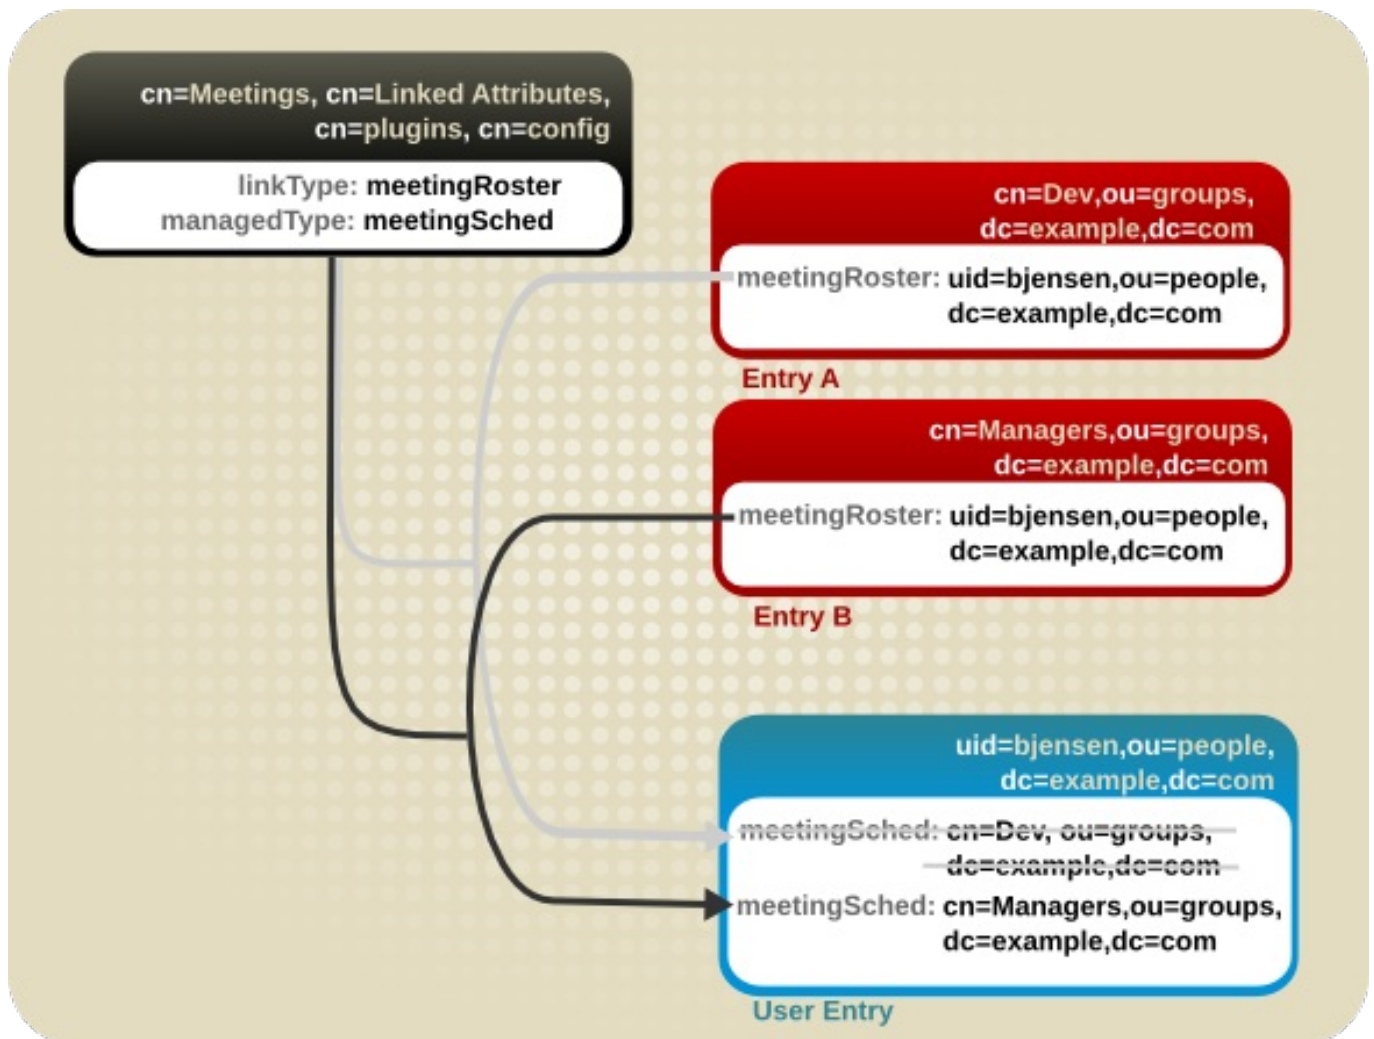 cn=Meetings, cn=Linked Attributes,
cn=plugins, cn=config
linkType: meetingRoster
managedType: meetingSched
cn=Dev,ou=groups,
dc=example,dc=com
meetingRoster: uid=bjensen,ou=people,
dc=example,dc=com
Entry A
cn=Managers,ou=groups,
dc=example,dc=com
meetingRoster: uid=bjensen,ou=people,
dc=example,dc=com
Entry B
uid=bjensen,ou=people,
dc=example,dc=com
meetingSched: cn=Dev, ou=groups,
dc=example,dc=com
meetingSched: cn=Managers,ou=groups,
dc=example,dc=com
User Entry